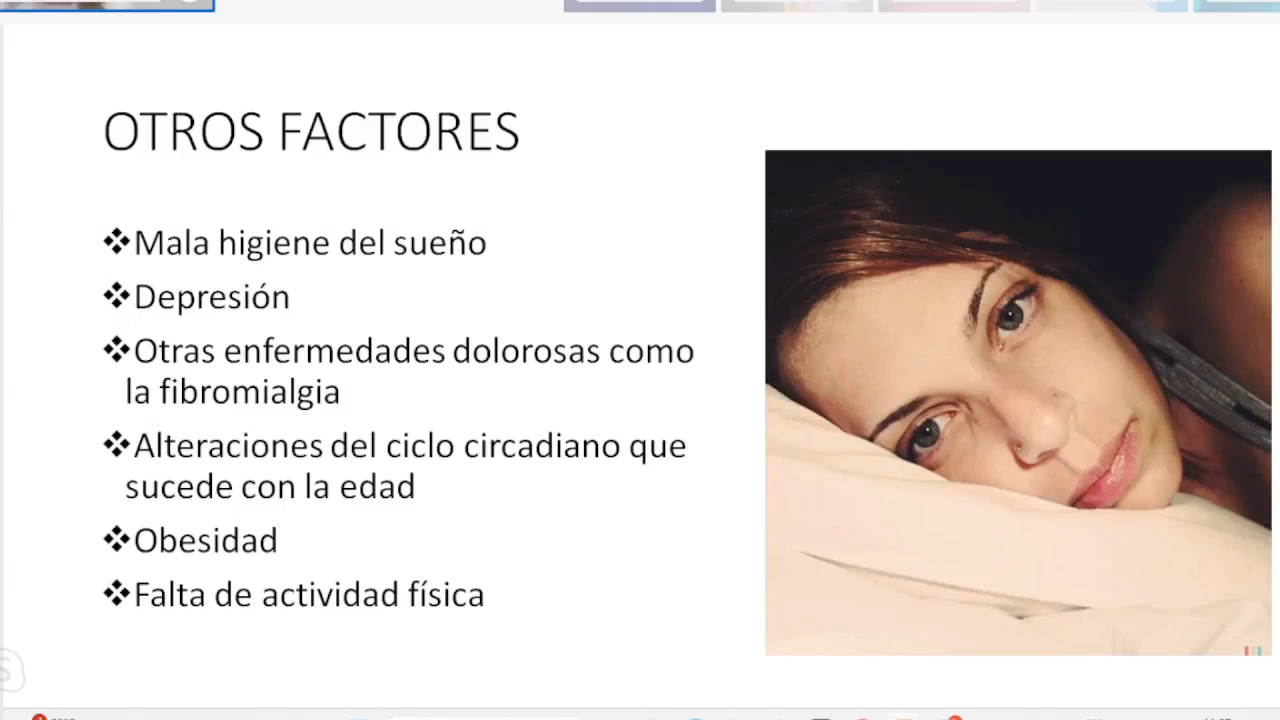 OTROS FACTORES
❖Mala higiene del sueño
❖Depresión
❖Otras enfermedades dolorosas como
la fibromialgia
❖Alteraciones del ciclo circadiano que
sucede con la edad
❖Obesidad
❖Falta de actividad física